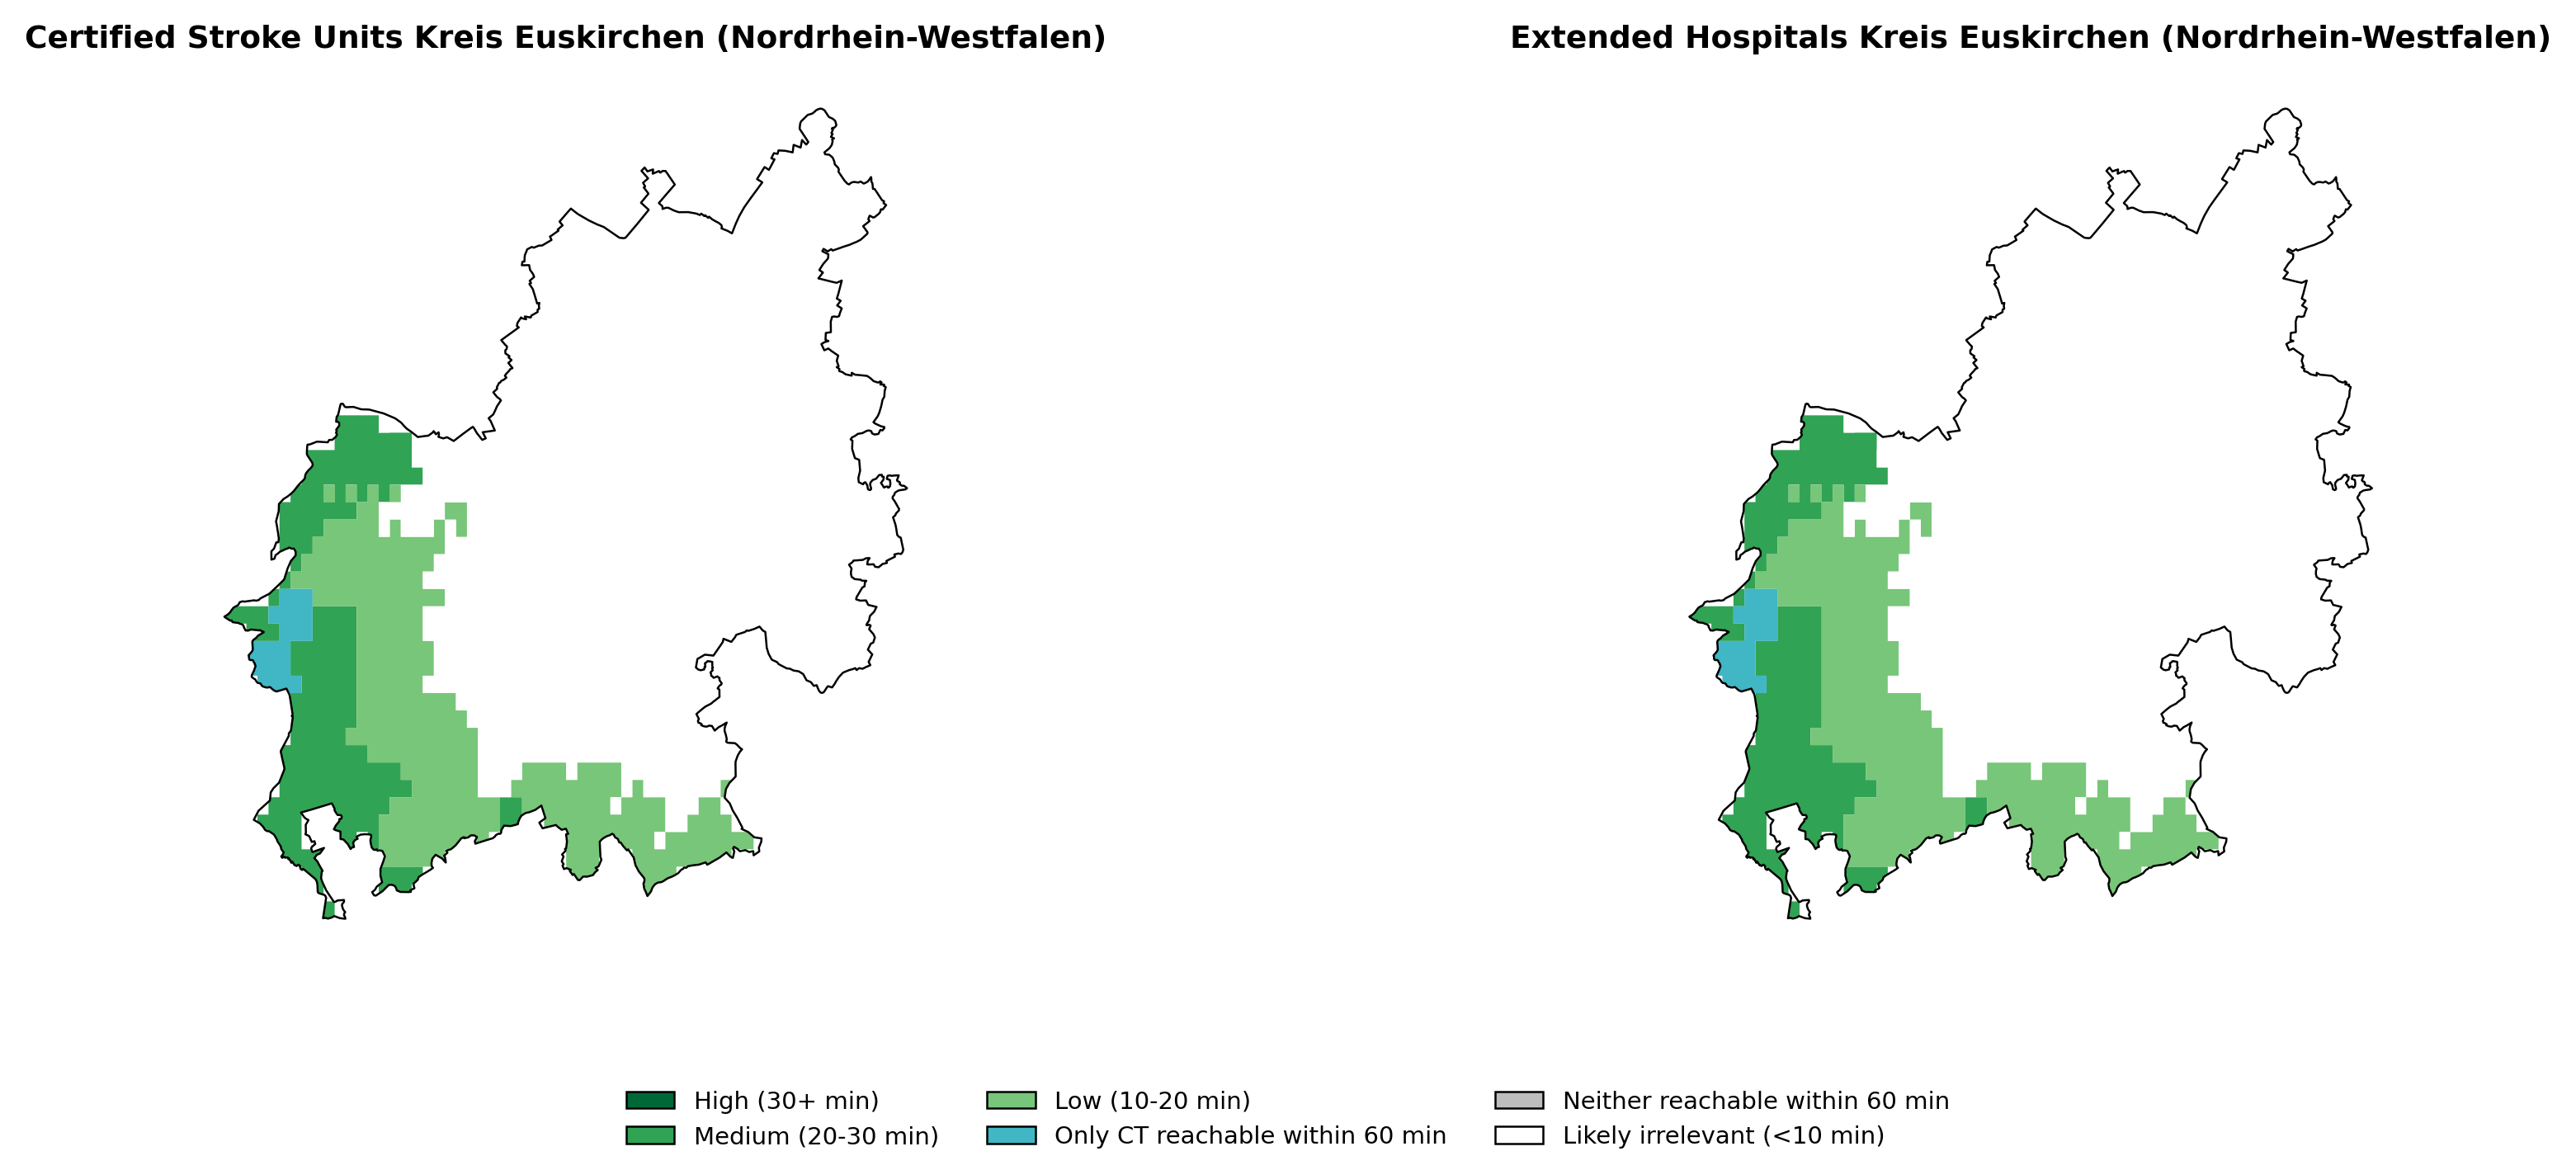 Certified Stroke Units Kreis Euskirchen (Nordrhein-Westfalen)
Extended Hospitals Kreis Euskirchen (Nordrhein-Westfalen)
High (30+ min)
Medium (20-30 min)
Low (10-20 min)
Only CT reachable within 60 min
Neither reachable within 60 min
Likely irrelevant (<10 min)